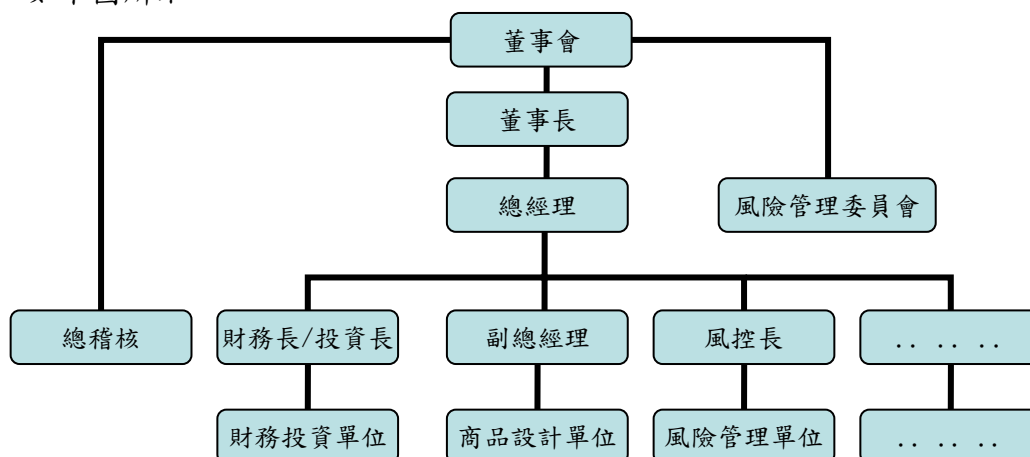 董事會
董事長
總經理
風險管理委員會
總稽核
財務長/投資長
副總經理
風控長
.. .. ..
財務投資單位
商品設計單位
風險管理單位
.. .. ..